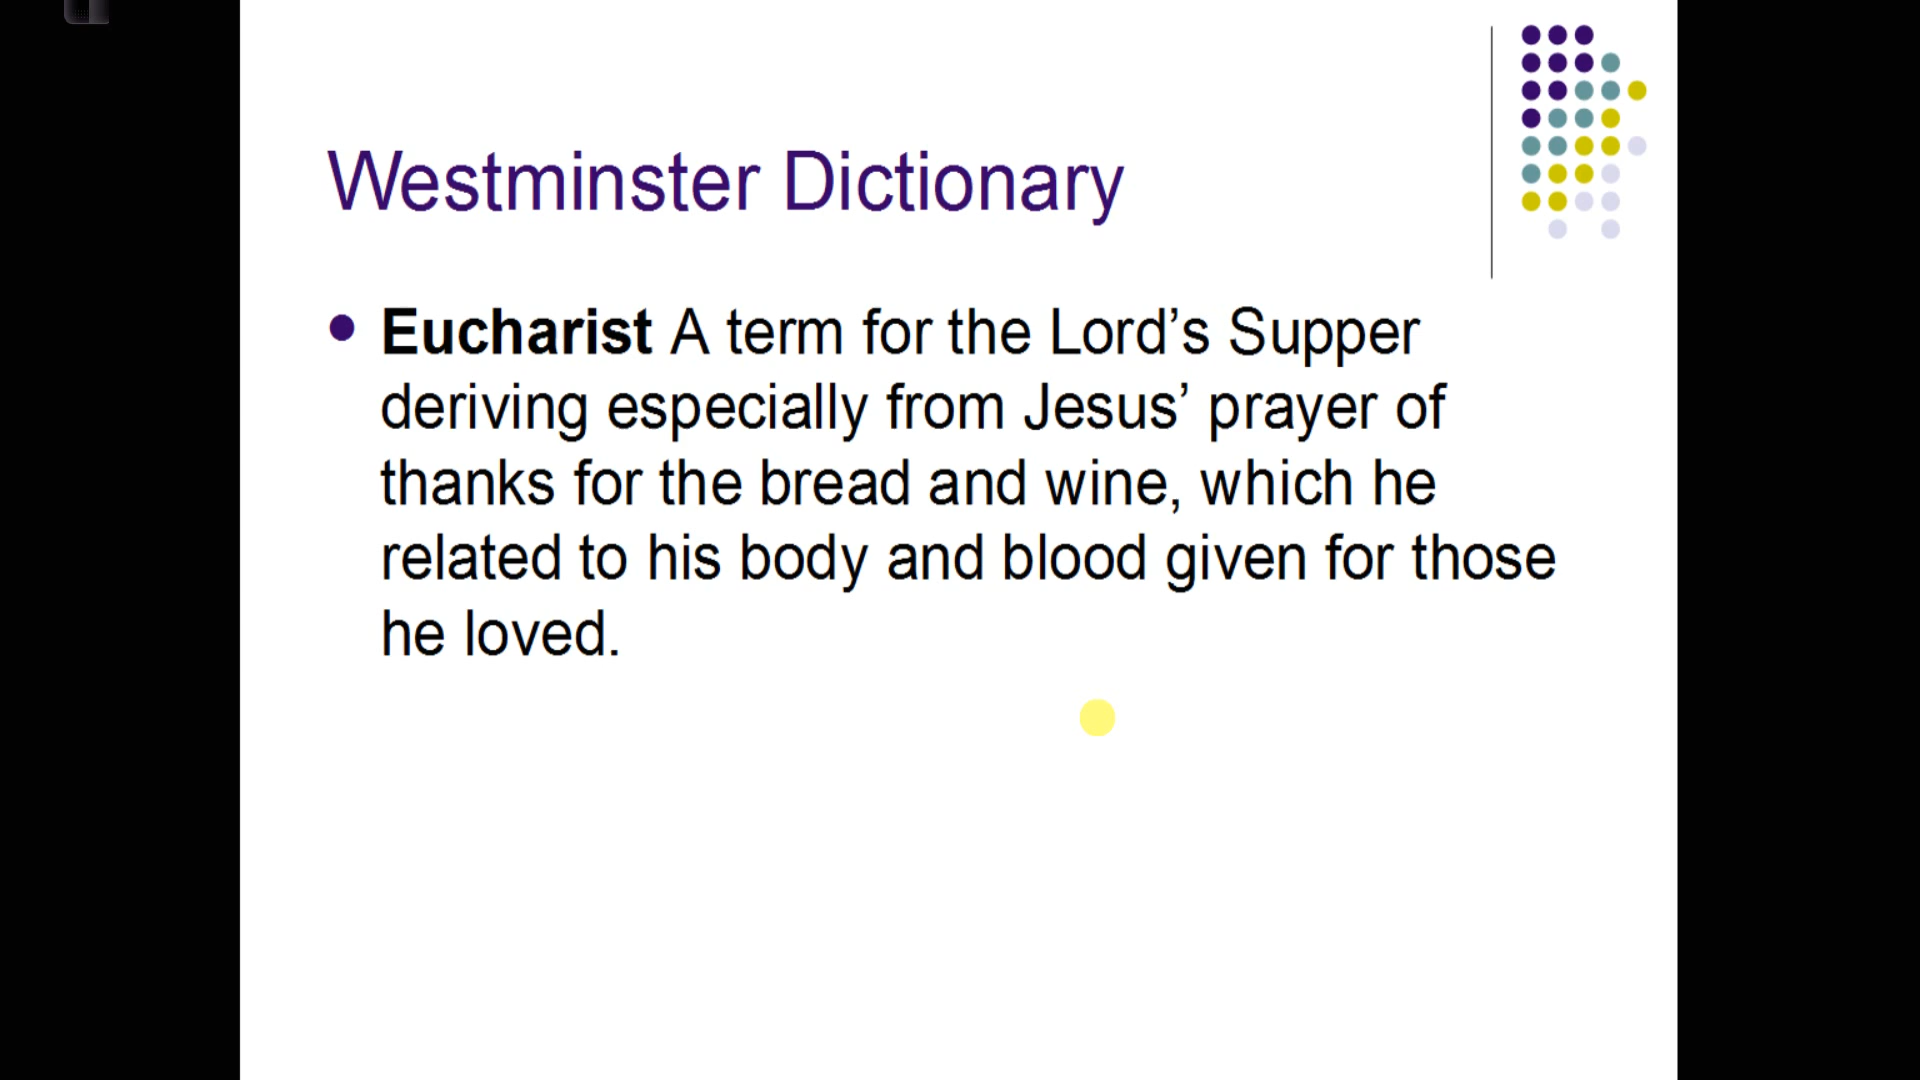 Westminster Dictionary
Eucharist A term for the Lord’s Supper
deriving especially from Jesus’ prayer of
thanks for the bread and wine, which he
related to his body and blood given for those
he loved.